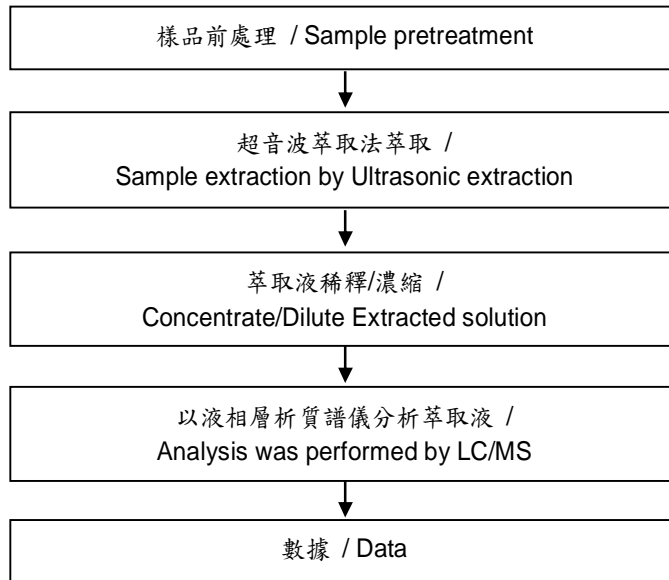 樣品前處理 / Sample pretreatment
超音波萃取法萃取 /
Sample extraction by Ultrasonic extraction
萃取液稀釋/濃縮 /
Concentrate/Dilute Extracted solution
以液相層析質譜儀分析萃取液 /
Analysis was performed by LC/MS
數據 / Data